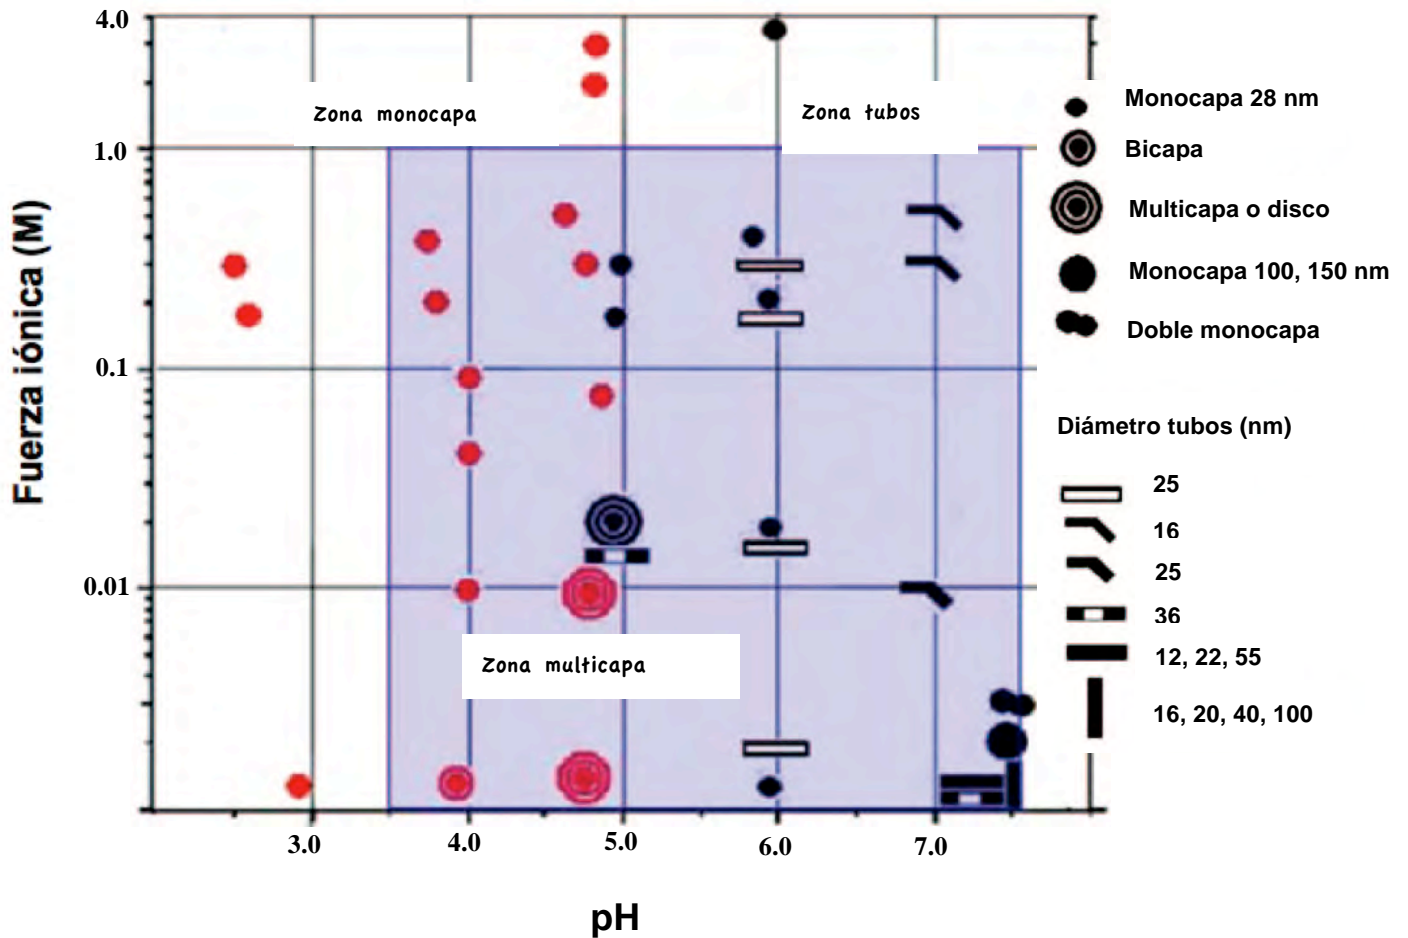 4.0
1.0
0.1
0.01
Fuerza iónica (M)
Zona monocapa
Zona tubos
Zona multicapa
3.0
4.0
5.0
6.0
7.0
pH
Monocapa 28 nm
Bicapa
Multicapa o disco
Monocapa 100, 150 nm
Doble monocapa
Diámetro tubos (nm)
25
16
25
36
12, 22, 55
16, 20, 40, 100